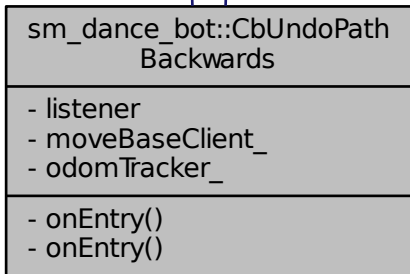 sm_dance_bot::CbUndoPath
Backwards
- listener
- moveBaseClient_
- odomTracker_
- onEntry()
- onEntry()